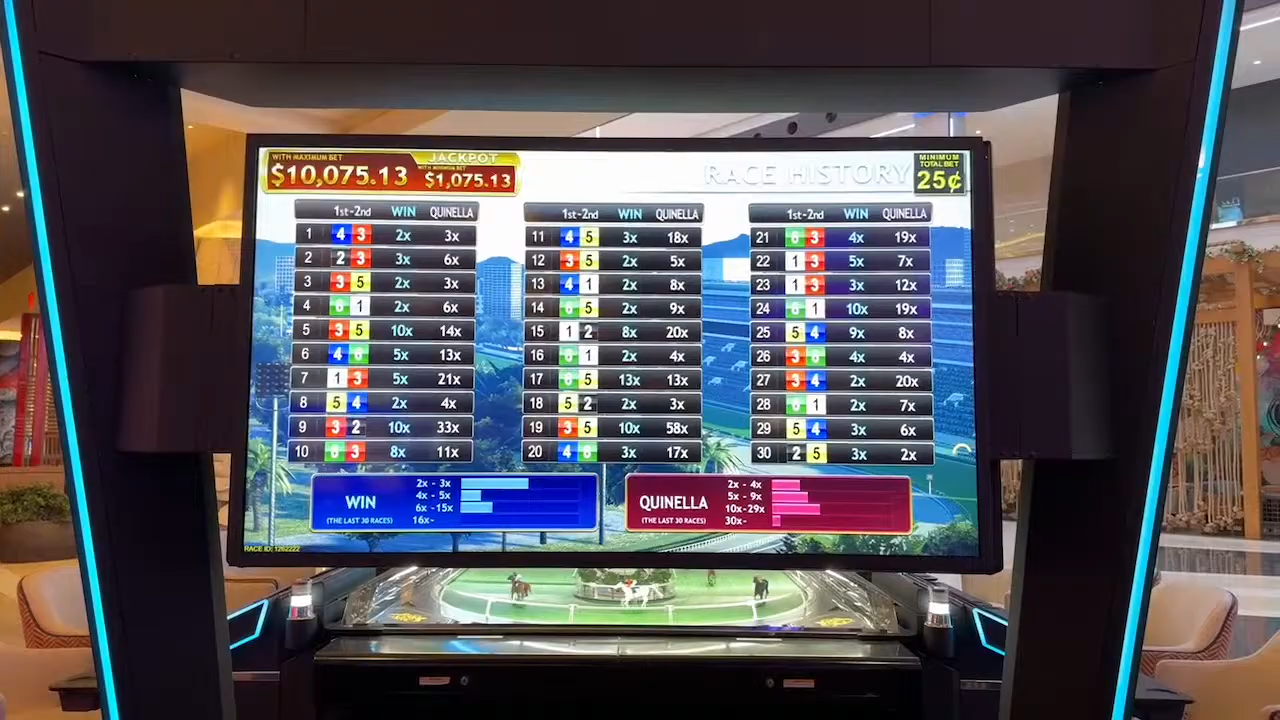 WITH MAXIMUM BET
JACKPOT
$10,075.13
WITH MINIMUM BET
$1,075.13
RACE HISTORY
MINIMUM
TOTAL BET
25¢
1st-2nd WIN QUINELLA
1 4 3 2x 3x
2 2 3 3x 6x
3 3 5 2x 3x
4 6 1 2x 6x
5 3 5 10x 14x
6 4 6 5x 13x
7 1 3 5x 21x
8 5 4 2x 4x
9 3 2 10x 33x
10 6 3 8x 11x
1st-2nd WIN QUINELLA
11 4 5 3x 18x
12 3 5 2x 5x
13 4 1 2x 8x
14 6 5 2x 9x
15 1 2 8x 20x
16 6 1 2x 4x
17 6 5 13x 13x
18 5 2 2x 3x
19 3 5 10x 58x
20 4 6 3x 17x
1st-2nd WIN QUINELLA
21 6 3 4x 19x
22 1 3 5x 7x
23 1 3 3x 12x
24 6 1 10x 19x
25 5 4 9x 8x
26 3 6 4x 4x
27 3 4 2x 20x
28 6 1 2x 7x
29 5 4 3x 6x
30 2 5 3x 2x
WIN
(THE LAST 30 RACES)
2x - 3x
4x - 5x
6x -15x
16x-
QUINELLA
(THE LAST 30 RACES)
2x - 4x
5x - 9x
10x-29x
30x-
RACE ID: 1262222